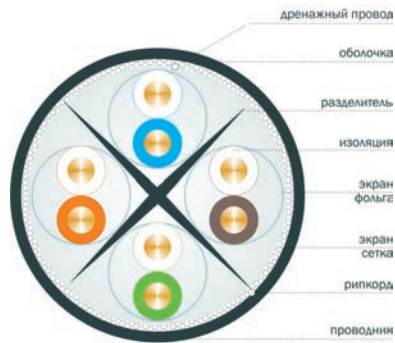 дренажный провод
оболочка
разделитель
изоляция
экран
фольга
экран
сетка
рипкорд
проводник